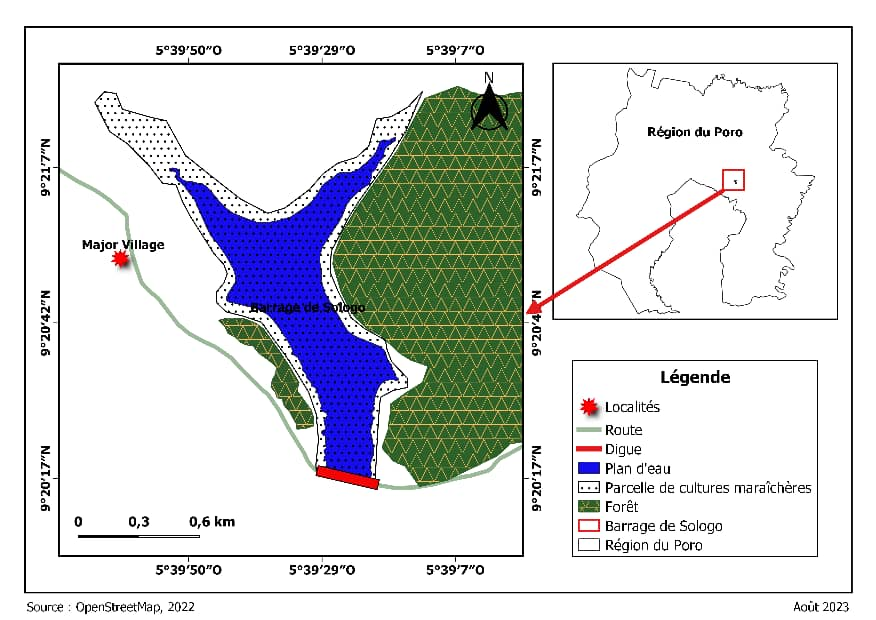 5°39'50"O 5°39'29"O 5°39'7"O
N
Région du Poro
9°21'7"N 9°21'7"N
Major Village
Barrage de Sologo
9°20'42"N 9°20'4 "N
Légende
Localités
Route
Digue
Plan d'eau
Parcelle de cultures maraîchères
Forêt
Barrage de Sologo
Région du Poro
9°20'17"N 9°20'17"N
0 0,3 0,6 km
5°39'50"O 5°39'29"O 5°39'7"O
Source : OpenStreetMap, 2022 Août 2023